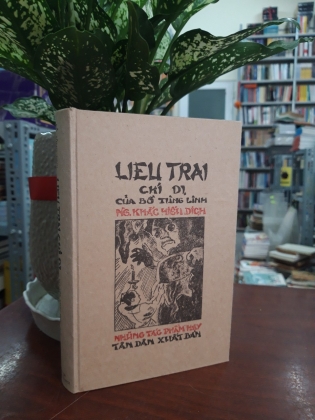 LIÊU TRAI
CHÍ DỊ
CỦA BỒ TÙNG LINH
NG. KHẮC HIẾU DỊCH
NHỮNG TÁC PHẨM HAY
TÂN DÂN XUẤT BẢN